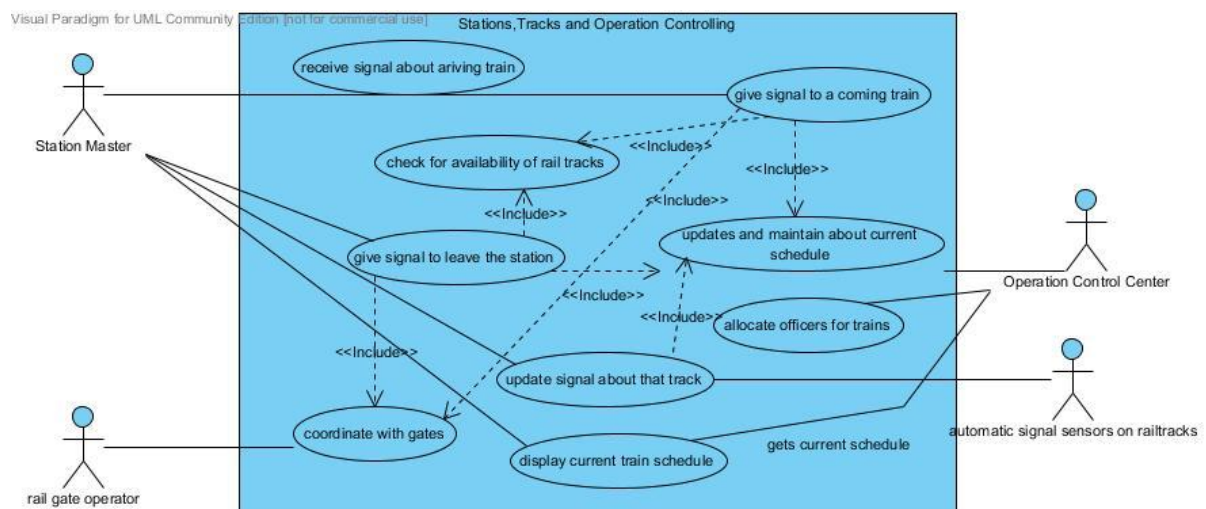 Visual Paradigm for UML Community Edition [not for commercial use]
Stations,Tracks and Operation Controlling
receive signal about ariving train
give signal to a coming train
Station Master
<<Include>>
check for availability of rail tracks
<<Include>>
<<Include>>
<<Include>>
updates and maintain about current
schedule
give signal to leave the station
Operation Control Center
<<Include>>
<<Include>>
allocate officers for trains
<<Include>>
update signal about that track
coordinate with gates
automatic signal sensors on railtracks
gets current schedule
display current train schedule
rail gate operator